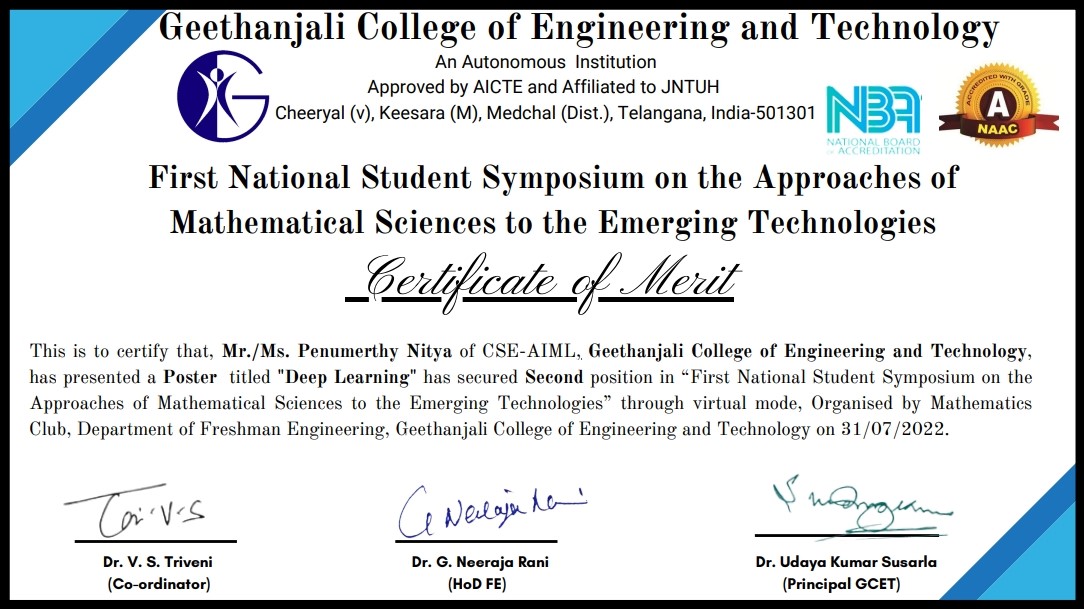 Geethanjali College of Engineering and Technology
An Autonomous Institution
Approved by AICTE and Affiliated to JNTUH
Cheeryal (v), Keesara (M), Medchal (Dist.), Telangana, India-501301
G
NBA
NATIONAL BOARD
OF ACCREDITATION
ACCREDITED WITH GRADE
A
NAAC
First National Student Symposium on the Approaches of
Mathematical Sciences to the Emerging Technologies
Certificate of Merit
This is to certify that, Mr./Ms. Penumerthy Nitya of CSE-AIML, Geethanjali College of Engineering and Technology,
has presented a Poster titled "Deep Learning" has secured Second position in “First National Student Symposium on the
Approaches of Mathematical Sciences to the Emerging Technologies” through virtual mode, Organised by Mathematics
Club, Department of Freshman Engineering, Geethanjali College of Engineering and Technology on 31/07/2022.
G Neeraja Rani
Dr. V. S. Triveni
(Co-ordinator)
Dr. G. Neeraja Rani
(HoD FE)
Dr. Udaya Kumar Susarla
(Principal GCET)